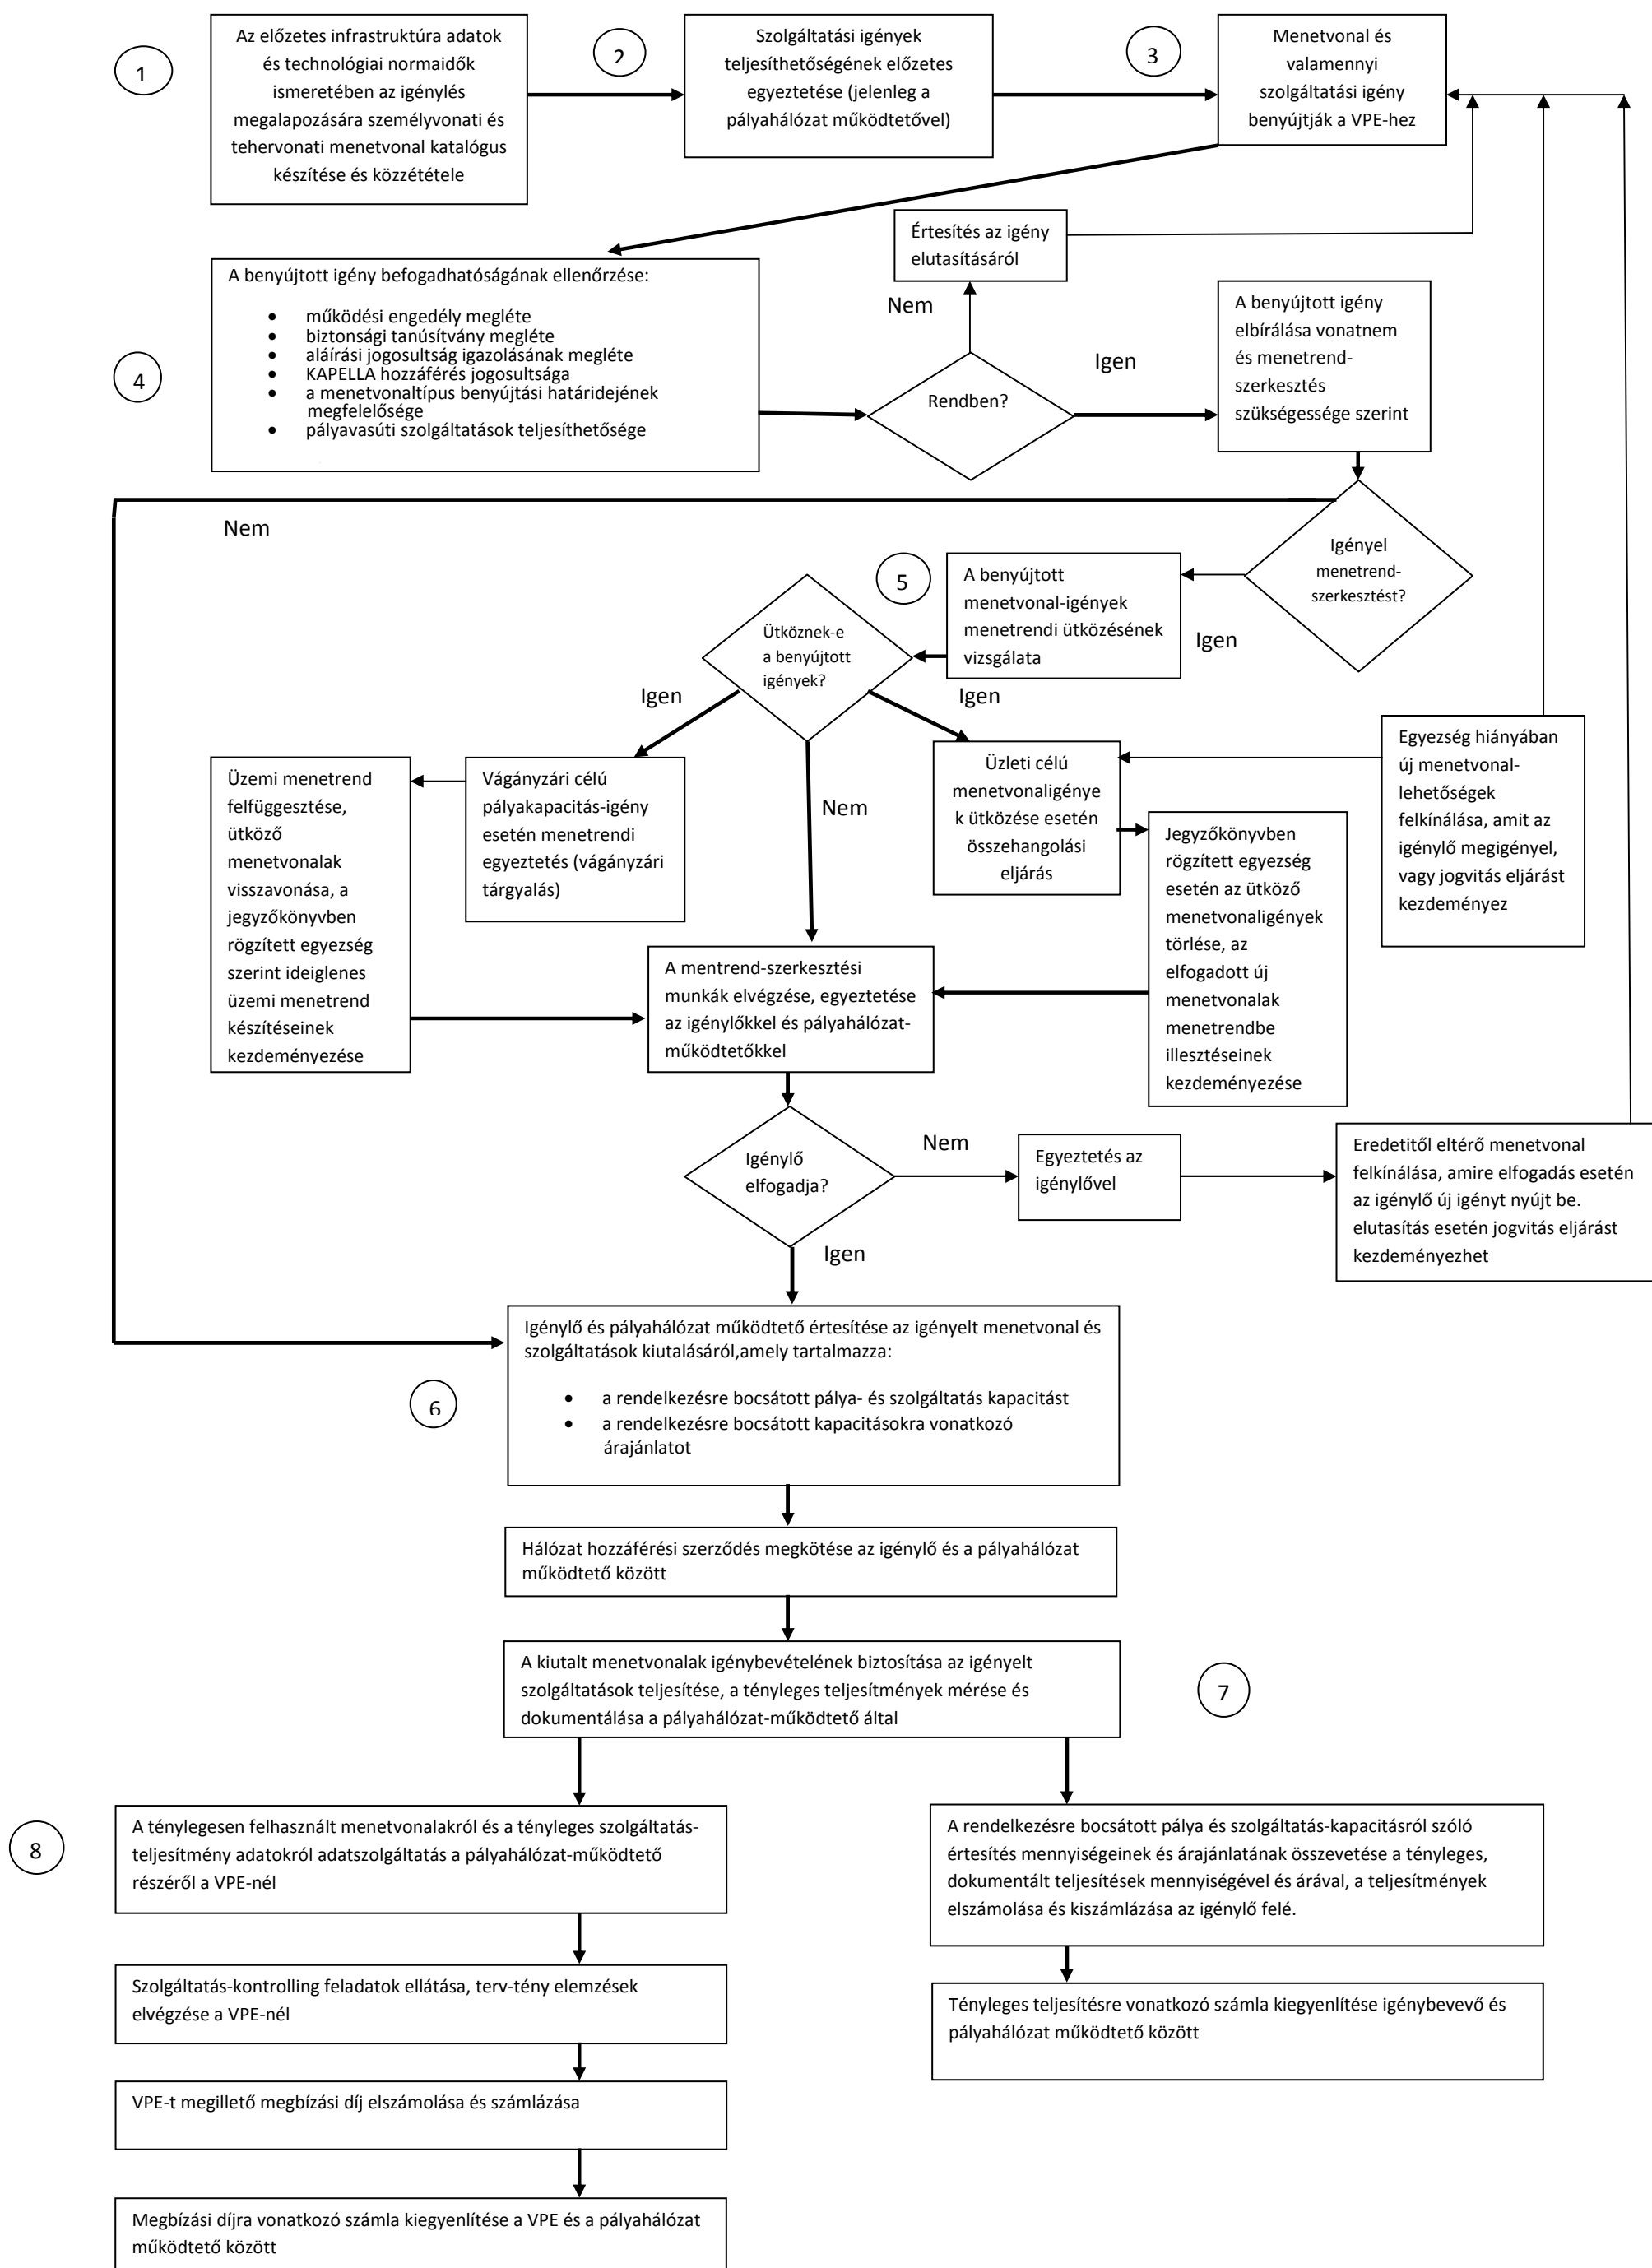 1
Az előzetes infrastruktúra adatok
és technológiai normaidők
ismeretében az igénylés
megalapozására személyvonati és
tehervonati menetvonal katalógus
készítése és közzététele
2
Szolgáltatási igények
teljesíthetőségének előzetes
egyeztetése (jelenleg a
pályahálózat működtetővel)
3
Menetvonal és
valamennyi
szolgáltatási igény
benyújtják a VPE-hez
Értesítés az igény
elutasításáról
4
A benyújtott igény befogadhatóságának ellenőrzése:
• működési engedély megléte
• biztonsági tanúsítvány megléte
• aláírási jogosultság igazolásának megléte
• KAPELLA hozzáférés jogosultsága
• a menetvonaltípus benyújtási határidejének
megfelelősége
• pályavasúti szolgáltatások teljesíthetősége
Nem
Rendben?
Igen
A benyújtott igény
elbírálása vonatnem
és menetrend-
szerkesztés
szükségessége szerint
Nem
Igényel
menetrend-
szerkesztést?
Igen
5
A benyújtott
menetvonal-igények
menetrendi ütközésének
vizsgálata
Ütköznek-e
a benyújtott
igények?
Igen
Igen
Nem
Üzemi menetrend
felfüggesztése,
ütköző
menetvonalak
visszavonása, a
jegyzőkönyvben
rögzített egyezség
szerint ideiglenes
üzemi menetrend
készítéseinek
kezdeményezése
Vágányzári célú
pályakapacitás-igény
esetén menetrendi
egyeztetés (vágányzári
tárgyalás)
Üzleti célú
menetvonaligénye
k ütközése esetén
összehangolási
eljárás
Jegyzőkönyvben
rögzített egyezség
esetén az ütköző
menetvonaligények
törlése, az
elfogadott új
menetvonalak
menetrendbe
illesztéseinek
kezdeményezése
Egyezség hiányában
új menetvonal-
lehetőségek
felkínálása, amit az
igénylő megigényel,
vagy jogvitás eljárást
kezdeményez
A mentrend-szerkesztési
munkák elvégzése, egyeztetése
az igénylőkkel és pályahálózat-
működtetőkkel
Igénylő
elfogadja?
Nem
Egyeztetés az
igénylővel
Eredetitől eltérő menetvonal
felkínálása, amire elfogadás esetén
az igénylő új igényt nyújt be.
elutasítás esetén jogvitás eljárást
kezdeményezhet
Igen
6
Igénylő és pályahálózat működtető értesítése az igényelt menetvonal és
szolgáltatások kiutalásáról,amely tartalmazza:
• a rendelkezésre bocsátott pálya- és szolgáltatás kapacitást
• a rendelkezésre bocsátott kapacitásokra vonatkozó
árajánlatot
Hálózat hozzáférési szerződés megkötése az igénylő és a pályahálózat
működtető között
A kiutalt menetvonalak igénybevételének biztosítása az igényelt
szolgáltatások teljesítése, a tényleges teljesítmények mérése és
dokumentálása a pályahálózat-működtető által
7
8
A ténylegesen felhasznált menetvonalakról és a tényleges szolgáltatás-
teljesítmény adatokról adatszolgáltatás a pályahálózat-működtető
részéről a VPE-nél
Szolgáltatás-kontrolling feladatok ellátása, terv-tény elemzések
elvégzése a VPE-nél
VPE-t megillető megbízási díj elszámolása és számlázása
Megbízási díjra vonatkozó számla kiegyenlítése a VPE és a pályahálózat
működtető között
A rendelkezésre bocsátott pálya és szolgáltatás-kapacitásról szóló
értesítés mennyiségeinek és árajánlatának összevetése a tényleges,
dokumentált teljesítések mennyiségével és árával, a teljesítmények
elszámolása és kiszámlázása az igénylő felé.
Tényleges teljesítésre vonatkozó számla kiegyenlítése igénybevevő és
pályahálózat működtető között